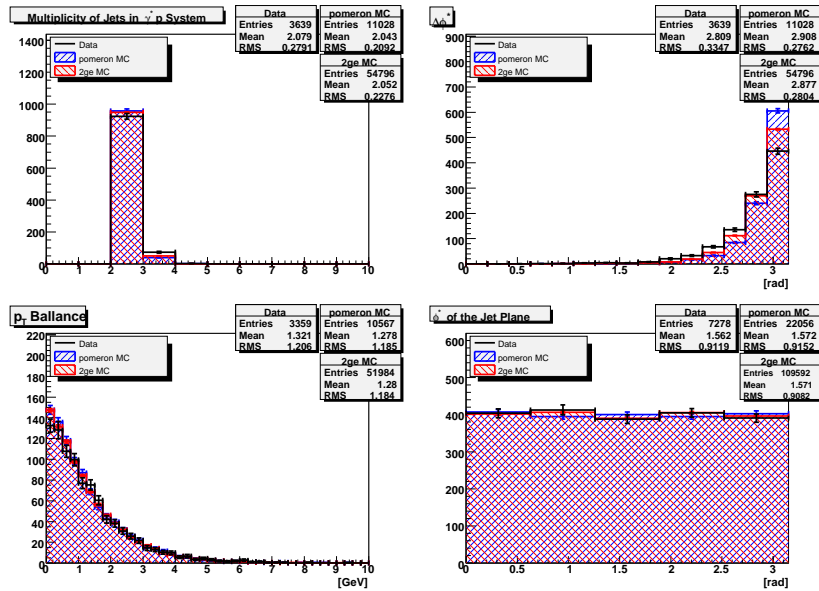 Multiplicity of Jets in γ* p System
Data
Entries 3639
Mean 2.079
RMS 0.2791
pomeron MC
Entries 11028
Mean 2.043
RMS 0.2092
2ge MC
Entries 54796
Mean 2.052
RMS 0.2276
Data
pomeron MC
2ge MC
1400
1200
1000
800
600
400
200
0
0 1 2 3 4 5 6 7 8 9 10
Δφ*
Data
Entries 3639
Mean 2.809
RMS 0.3347
pomeron MC
Entries 11028
Mean 2.908
RMS 0.2762
2ge MC
Entries 54796
Mean 2.877
RMS 0.2804
Data
pomeron MC
2ge MC
900
800
700
600
500
400
300
200
100
0
0 0.5 1 1.5 2 2.5 3
[rad]
pT Ballance
Data
Entries 3359
Mean 1.321
RMS 1.206
pomeron MC
Entries 10567
Mean 1.278
RMS 1.185
2ge MC
Entries 51984
Mean 1.28
RMS 1.184
Data
pomeron MC
2ge MC
220
200
180
160
140
120
100
80
60
40
20
0
0 1 2 3 4 5 6 7 8 9 10
[GeV]
φ* of the Jet Plane
Data
Entries 7278
Mean 1.562
RMS 0.9119
pomeron MC
Entries 22056
Mean 1.572
RMS 0.9152
2ge MC
Entries 109592
Mean 1.571
RMS 0.9082
Data
pomeron MC
2ge MC
600
500
400
300
200
100
0
0 0.5 1 1.5 2 2.5 3
[rad]